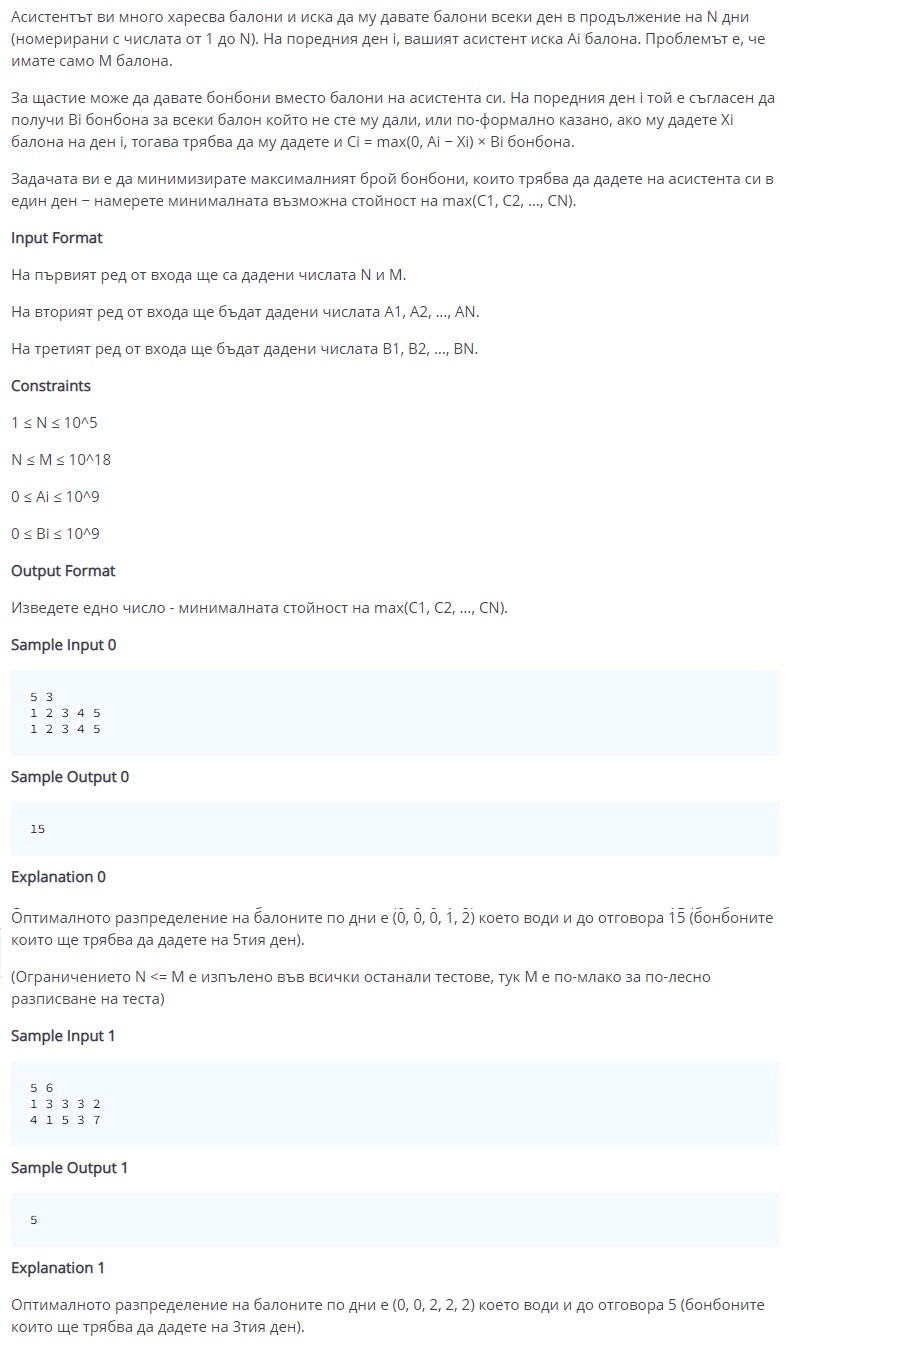 Асистентът ви много харесва балони и иска да му давате балони всеки ден в продължение на N дни
(номерирани с числата от 1 до N). На поредния ден i, вашият асистент иска Ai балона. Проблемът е, че
имате само M балона.
За щастие може да давате бонбони вместо балони на асистента си. На поредния ден i той е съгласен да
получи Bi бонбона за всеки балон който не сте му дали, или по-формално казано, ако му дадете Xi
балона на ден i, тогава трябва да му дадете и Ci = max(0, Ai − Xi) × Bi бонбона.
Задачата ви е да минимизирате максималният брой бонбони, които трябва да дадете на асистента си в
един ден − намерете минималната възможна стойност на max(C1, C2, ..., CN).
Input Format
На първият ред от входа ще са дадени числата N и M.
На вторият ред от входа ще бъдат дадени числата A1, A2, ..., AN.
На третият ред от входа ще бъдат дадени числата B1, B2, ..., BN.
Constraints
1 ≤ N ≤ 10^5
N ≤ M ≤ 10^18
0 ≤ Ai ≤ 10^9
0 ≤ Bi ≤ 10^9
Output Format
Изведете едно число - минималната стойност на max(C1, C2, ..., CN).
Sample Input 0
5 3
1 2 3 4 5
1 2 3 4 5
Sample Output 0
15
Explanation 0
Оптималното разпределение на балоните по дни е (0, 0, 0, 1, 2) което води и до отговора 15 (бонбоните
които ще трябва да дадете на 5тия ден).
(Ограничението N <= M е изпълено във всички останали тестове, тук M е по-млако за по-лесно
разписване на теста)
Sample Input 1
5 6
1 3 3 3 2
4 1 5 3 7
Sample Output 1
5
Explanation 1
Оптималното разпределение на балоните по дни е (0, 0, 2, 2, 2) което води и до отговора 5 (бонбоните
които ще трябва да дадете на 3тия ден).